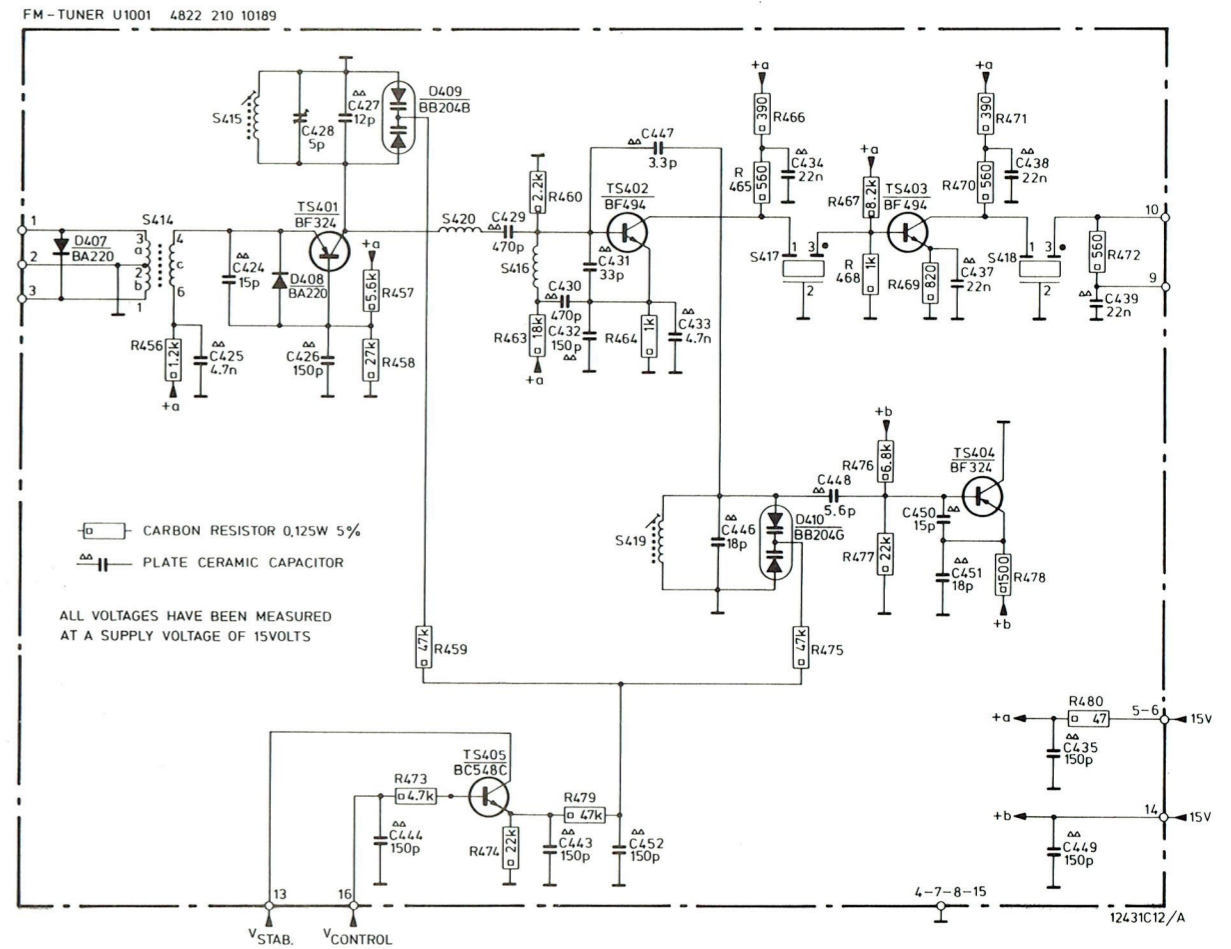 FM-TUNER U1001 4822 210 10189
S415
C428
5p
C427
12p
D409
BB204B
C447
3.3p
+a
390
R466
R
465
560
C434
22n
+a
390
R471
R470
560
C438
22n
1
2
3
D407
BA220
S414
3
a
2
b
1
4
c
6
C424
15p
D408
BA220
TS401
BF324
+a
5.6k
R457
27k
R458
C426
150p
R456
1.2k
C425
4.7n
+a
S420
C429
470p
2.2k
R460
S416
C430
470p
R463
18k
+a
C431
33p
C432
150p
TS402
BF494
R464
1k
C433
4.7n
1 3
S417
2
+a
R467
8.2k
R
468
1k
TS403
BF494
R469
820
C437
22n
1 3
S418
2
560
R472
C439
22n
10
9
S419
C446
18p
D410
BB204G
C448
5.6p
+b
R476
6.8k
R477
22k
C450
15p
C451
18p
TS404
BF324
1500
R478
+b
CARBON RESISTOR 0,125W 5%
PLATE CERAMIC CAPACITOR
ALL VOLTAGES HAVE BEEN MEASURED
AT A SUPPLY VOLTAGE OF 15VOLTS
47k
R459
47k
R475
TS405
BC548C
R473
4.7k
C444
150p
R474
22k
C443
150p
R479
47k
C452
150p
+a
R480
47
5-6
15V
C435
150p
+b
14
15V
C449
150p
13
16
V STAB.
V CONTROL
4-7-8-15
12431C12/A